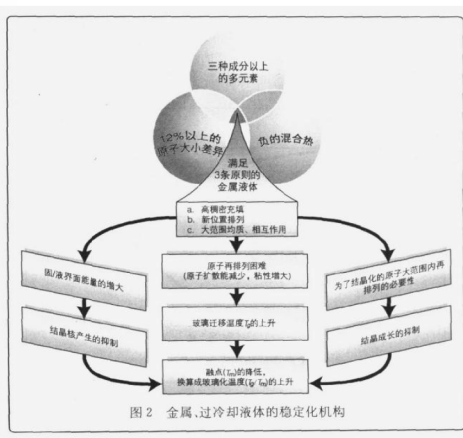 三种成分以上
的多元素
12%以上的
原子大小差异
负的混合热
满足
3条原则的
金属液体
a. 高稠密充填
b. 新位置排列
c. 大范围均质、相互作用
固/液界面能量的增大
原子再排列困难
(原子扩散能减少，粘性增大)
为了结晶化的原子大范围内再
排列的必要性
结晶核产生的抑制
玻璃迁移温度Tg的上升
结晶成长的抑制
融点(Tm)的降低，
换算成玻璃化温度(Tg/Tm)的上升
图2 金属、过冷却液体的稳定化机构